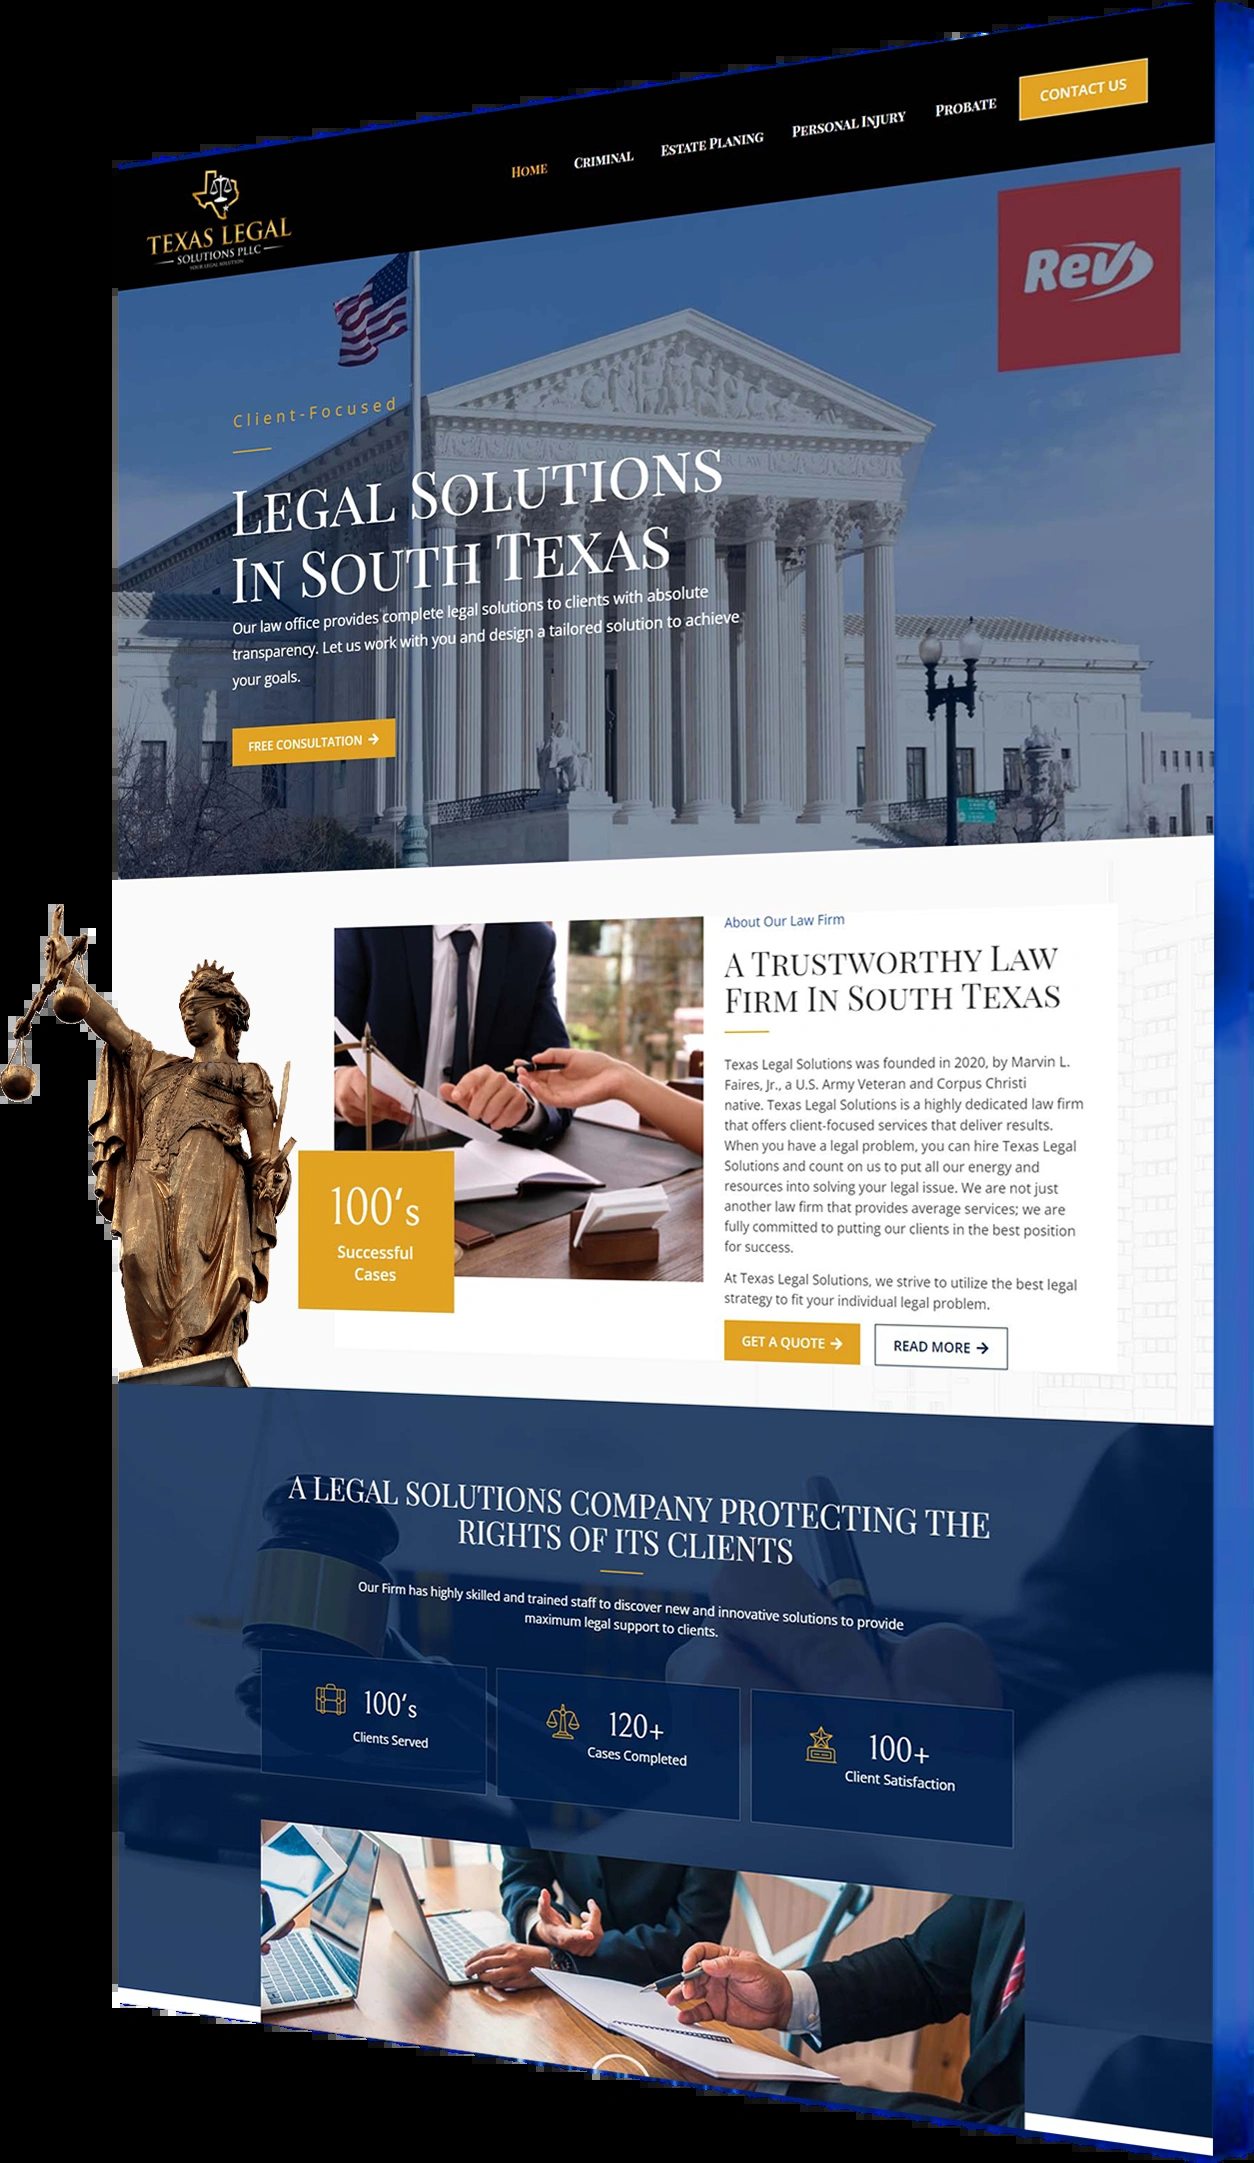 Home Criminal Estate Planing Personal Injury Probate CONTACT US
TEXAS LEGAL
SOLUTIONS PLLC
YOUR LEGAL SOLUTION
Rev
Client-Focused
Legal Solutions
In South Texas
Our law office provides complete legal solutions to clients with absolute
transparency. Let us work with you and design a tailored solution to achieve
your goals.
FREE CONSULTATION →
About Our Law Firm
A Trustworthy Law
Firm In South Texas
Texas Legal Solutions was founded in 2020, by Marvin L.
Faires, Jr., a U.S. Army Veteran and Corpus Christi
native. Texas Legal Solutions is a highly dedicated law firm
that offers client-focused services that deliver results.
When you have a legal problem, you can hire Texas Legal
Solutions and count on us to put all our energy and
resources into solving your legal issue. We are not just
another law firm that provides average services; we are
fully committed to putting our clients in the best position
for success.
At Texas Legal Solutions, we strive to utilize the best legal
strategy to fit your individual legal problem.
GET A QUOTE → READ MORE →
100's
Successful
Cases
A LEGAL SOLUTIONS COMPANY PROTECTING THE
RIGHTS OF ITS CLIENTS
Our Firm has highly skilled and trained staff to discover new and innovative solutions to provide
maximum legal support to clients.
100's
Clients Served
120+
Cases Completed
100+
Client Satisfaction